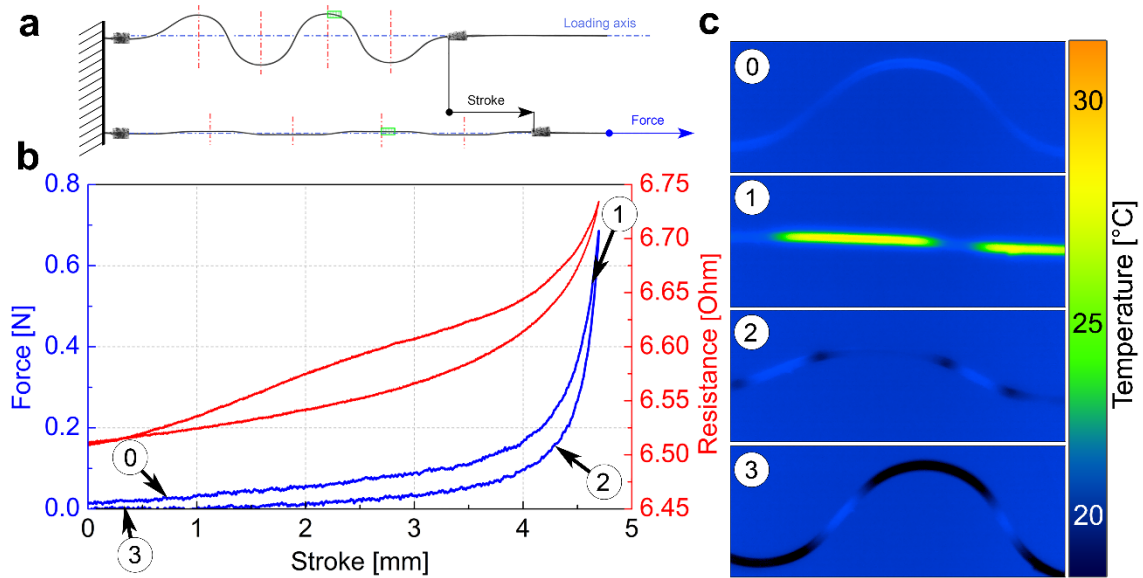 a
Loading axis
Stroke
Force
b
0.8
0.6
0.4
0.2
0.0
Force [N]
0
1
2
3
4
5
Stroke [mm]
6.75
6.70
6.65
6.60
6.55
6.50
6.45
Resistance [Ohm]
0
1
2
3
c
0
1
2
3
30
25
20
Temperature [°C]